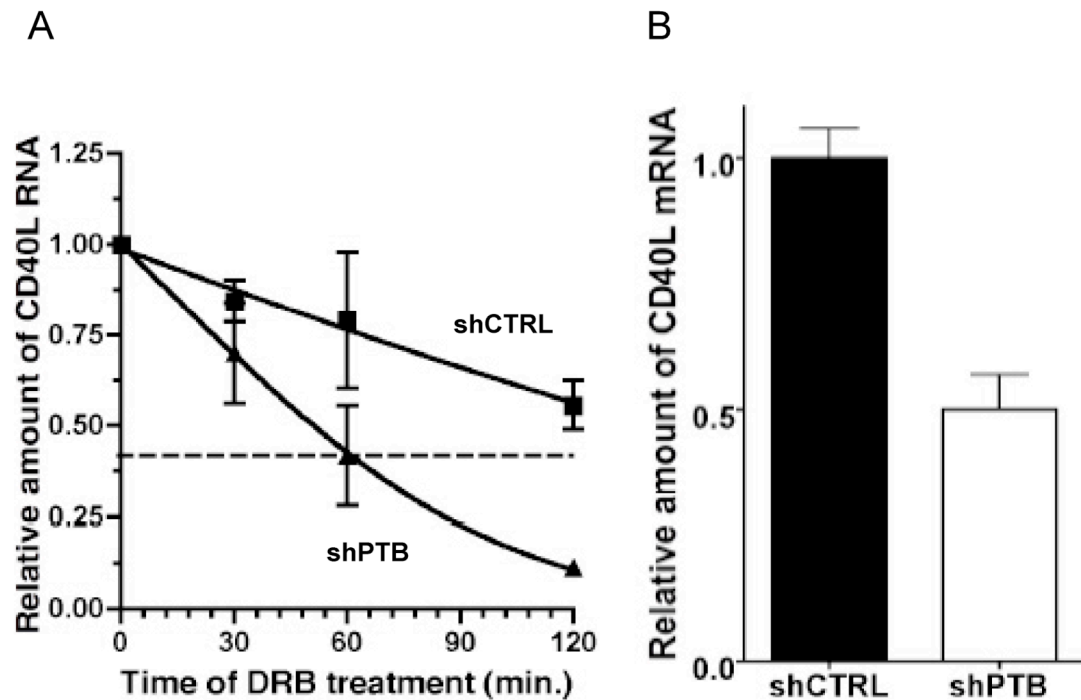 A
B
Relative amount of CD40L RNA
1.25
1.00
0.75
0.50
0.25
0.00
shCTRL
shPTB
0
30
60
90
120
Time of DRB treatment (min.)
Relative amount of CD40L mRNA
1.0
0.5
0.0
shCTRL
shPTB